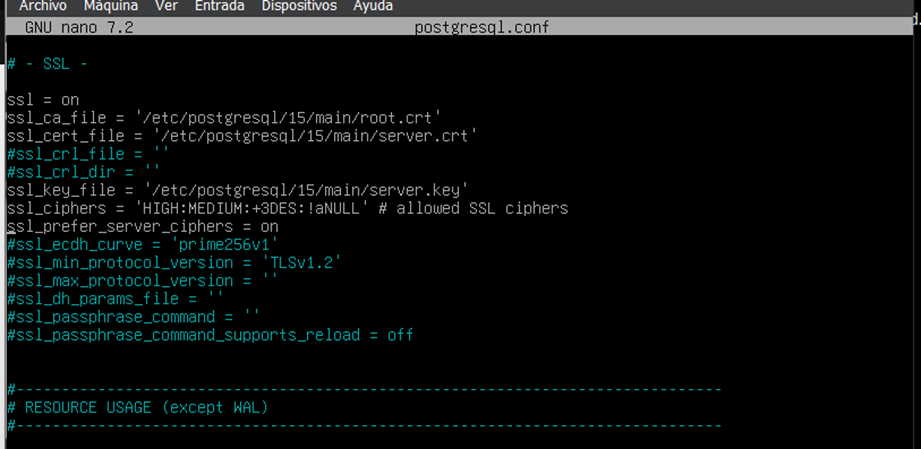 Archivo Máquina Ver Entrada Dispositivos Ayuda
GNU nano 7.2 postgresql.conf
# - SSL -
ssl = on
ssl_ca_file = '/etc/postgresql/15/main/root.crt'
ssl_cert_file = '/etc/postgresql/15/main/server.crt'
#ssl_crl_file = ''
#ssl_crl_dir = ''
ssl_key_file = '/etc/postgresql/15/main/server.key'
ssl_ciphers = 'HIGH:MEDIUM:+3DES:!aNULL' # allowed SSL ciphers
ssl_prefer_server_ciphers = on
#ssl_ecdh_curve = 'prime256v1'
#ssl_min_protocol_version = 'TLSv1.2'
#ssl_max_protocol_version = ''
#ssl_dh_params_file = ''
#ssl_passphrase_command = ''
#ssl_passphrase_command_supports_reload = off
#------------------------------------------------------------------------------
# RESOURCE USAGE (except WAL)
#------------------------------------------------------------------------------